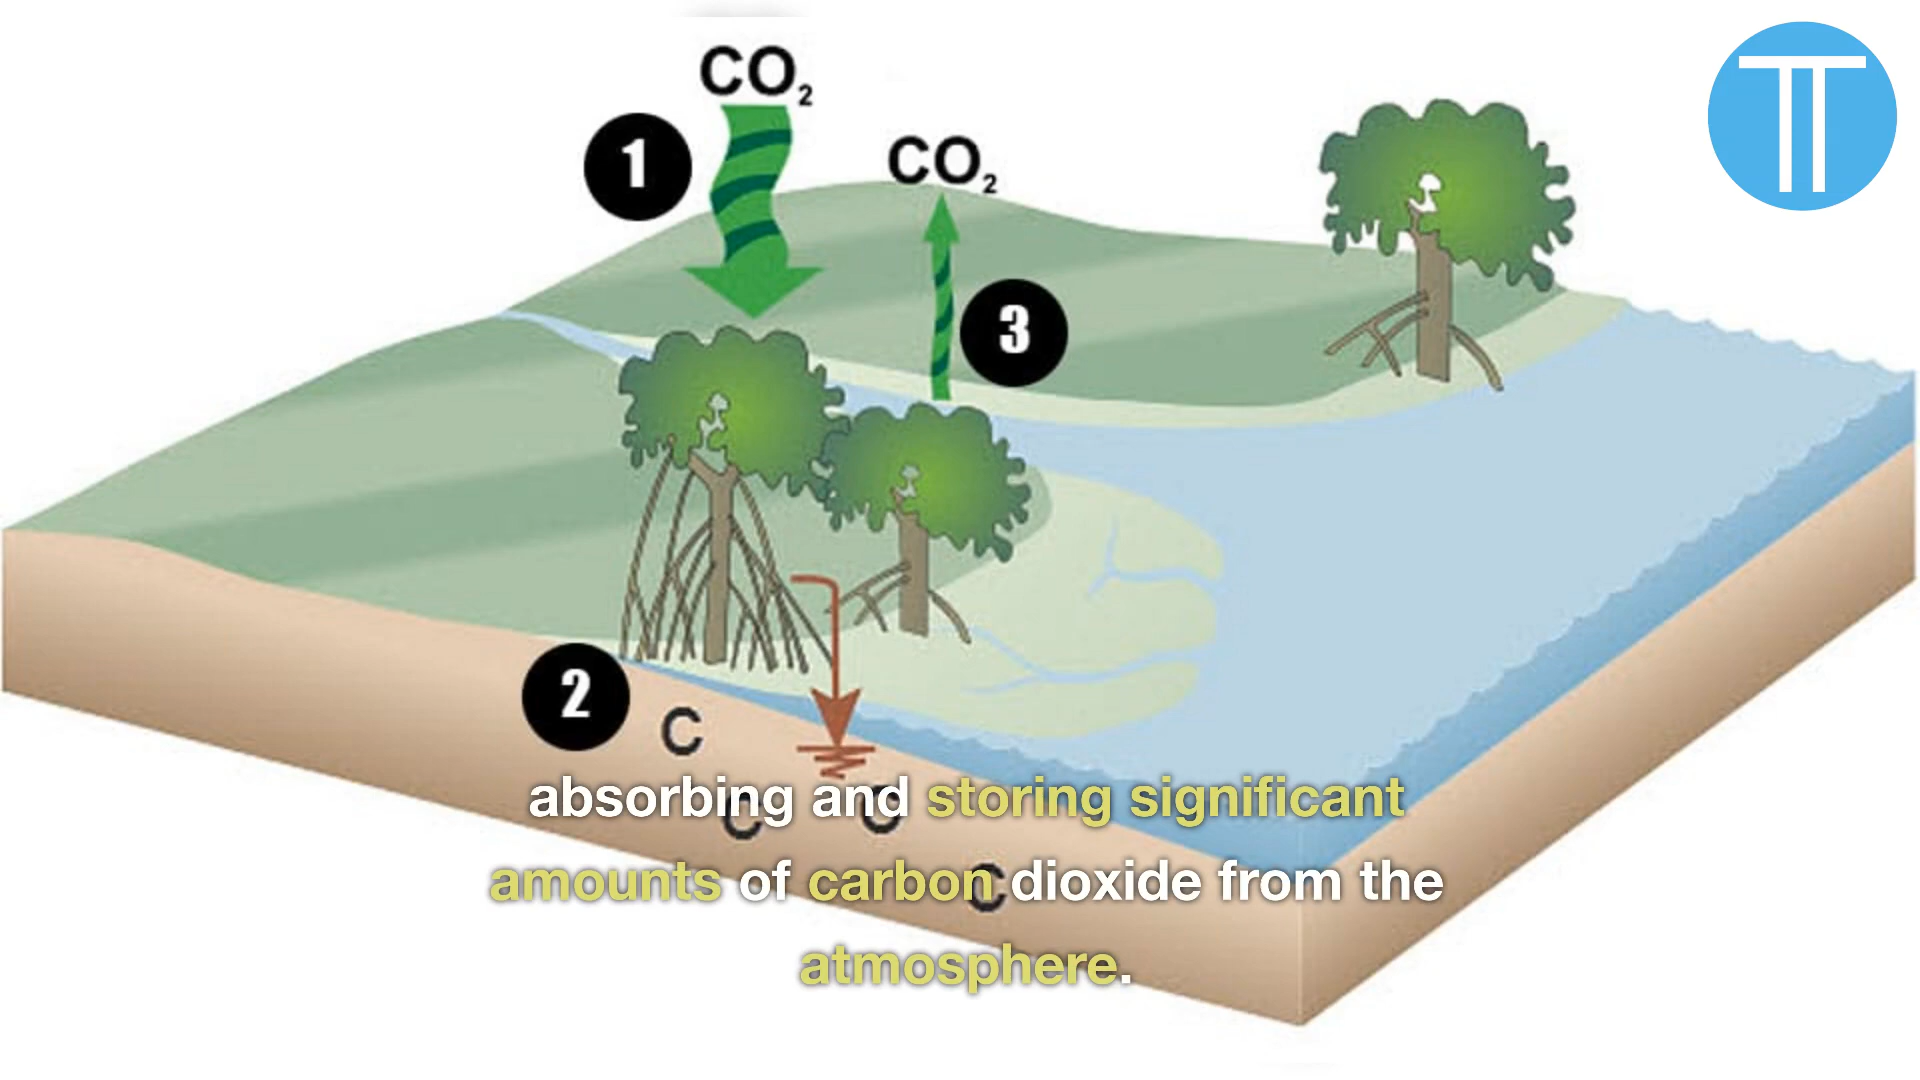 CO₂
1
CO₂
3
2
C
C
C
C
absorbing and storing significant
amounts of carbon dioxide from the
atmosphere.